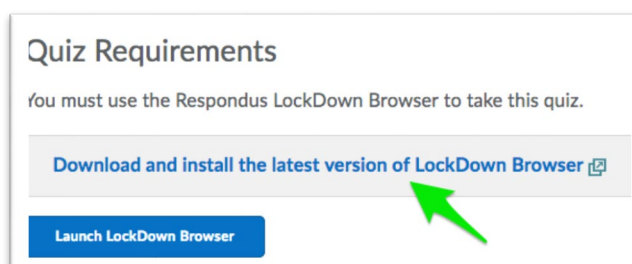 Quiz Requirements
You must use the Respondus LockDown Browser to take this quiz.
Download and install the latest version of LockDown Browser
Launch LockDown Browser